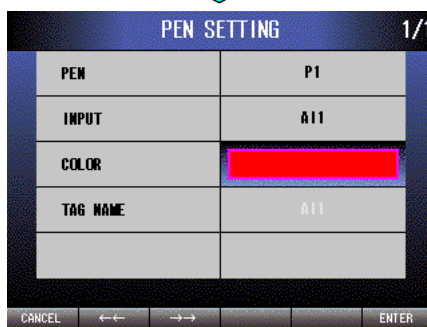 PEN SETTING 1/1
PEN P1
INPUT AI1
COLOR
TAG NAME AI1
CANCEL ←← →→ ENTER